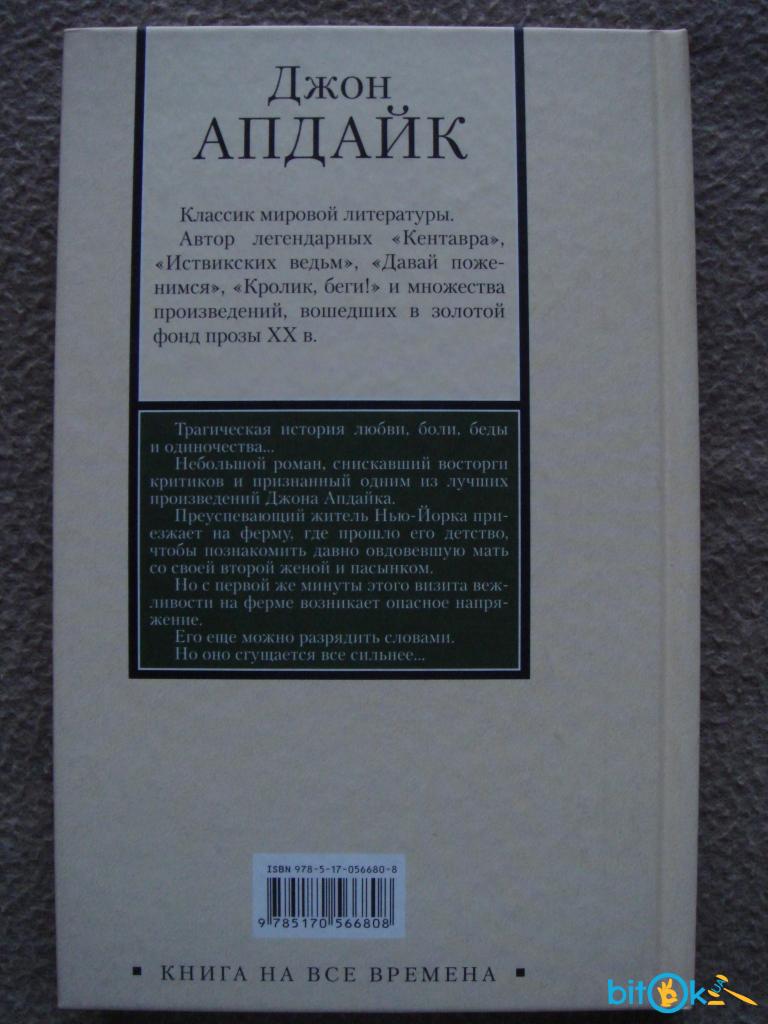 Джон
АПДАЙК
Классик мировой литературы.
Автор легендарных «Кентавра»,
«Иствикских ведьм», «Давай поже-
нимся», «Кролик, беги!» и множества
произведений, вошедших в золотой
фонд прозы XX в.
Трагическая история любви, боли, беды
и одиночества...
Небольшой роман, снискавший восторги
критиков и признанный одним из лучших
произведений Джона Апдайка.
Преуспевающий житель Нью-Йорка при-
езжает на ферму, где прошло его детство,
чтобы познакомить давно овдовевшую мать
со своей второй женой и пасынком.
Но с первой же минуты этого визита веж-
ливости на ферме возникает опасное напря-
жение.
Его еще можно разрядить словами.
Но оно сгущается все сильнее...
ISBN 978-5-17-056680-8
9 785170 566808
▪ КНИГА НА ВСЕ ВРЕМЕНА ▪
bitOk UA